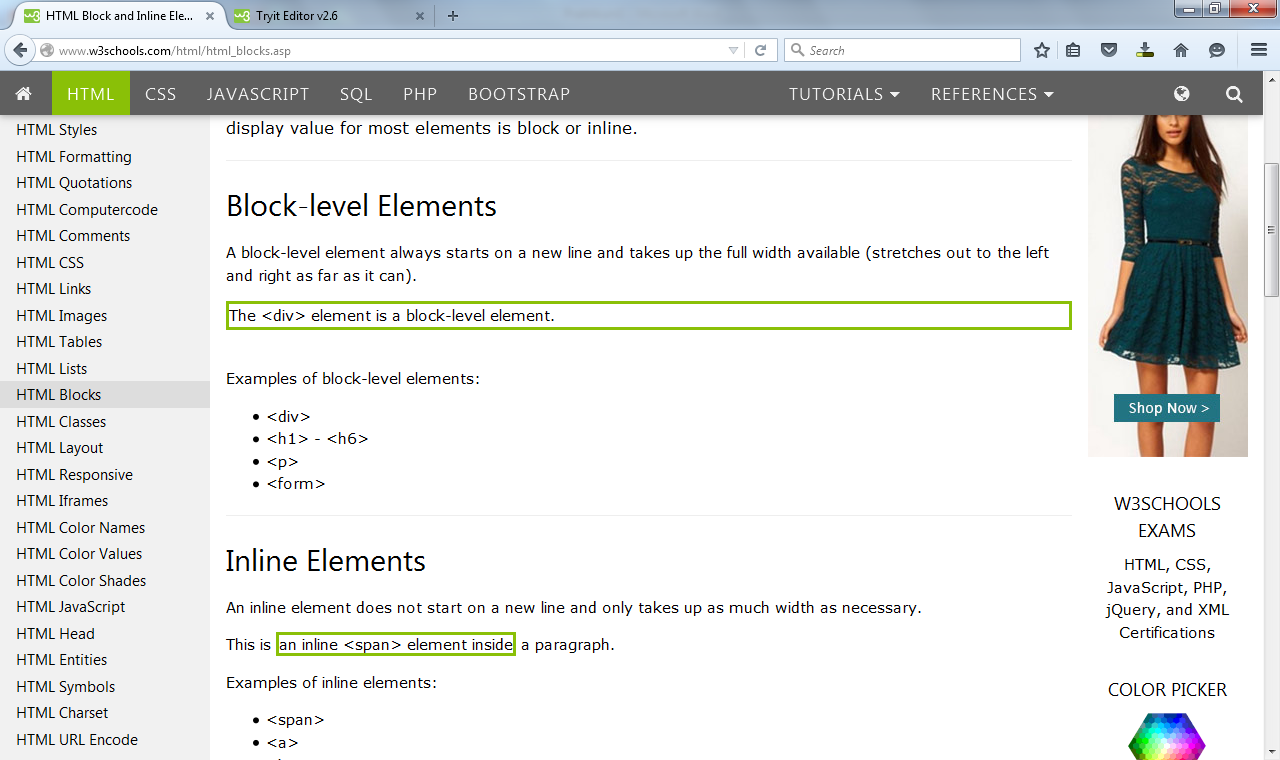 HTML Block and Inline Ele...
Tryit Editor v2.6
www.w3schools.com/html/html_blocks.asp
Search
HTML
CSS
JAVASCRIPT
SQL
PHP
BOOTSTRAP
TUTORIALS
REFERENCES
HTML Styles
HTML Formatting
HTML Quotations
HTML Computercode
HTML Comments
HTML CSS
HTML Links
HTML Images
HTML Tables
HTML Lists
HTML Blocks
HTML Classes
HTML Layout
HTML Responsive
HTML Iframes
HTML Color Names
HTML Color Values
HTML Color Shades
HTML JavaScript
HTML Head
HTML Entities
HTML Symbols
HTML Charset
HTML URL Encode
display value for most elements is block or inline.
Block-level Elements
A block-level element always starts on a new line and takes up the full width available (stretches out to the left
and right as far as it can).
The <div> element is a block-level element.
Examples of block-level elements:
• <div>
• <h1> - <h6>
• <p>
• <form>
Inline Elements
An inline element does not start on a new line and only takes up as much width as necessary.
This is an inline <span> element inside a paragraph.
Examples of inline elements:
• <span>
• <a>
Shop Now >
W3SCHOOLS
EXAMS
HTML, CSS,
JavaScript, PHP,
jQuery, and XML
Certifications
COLOR PICKER